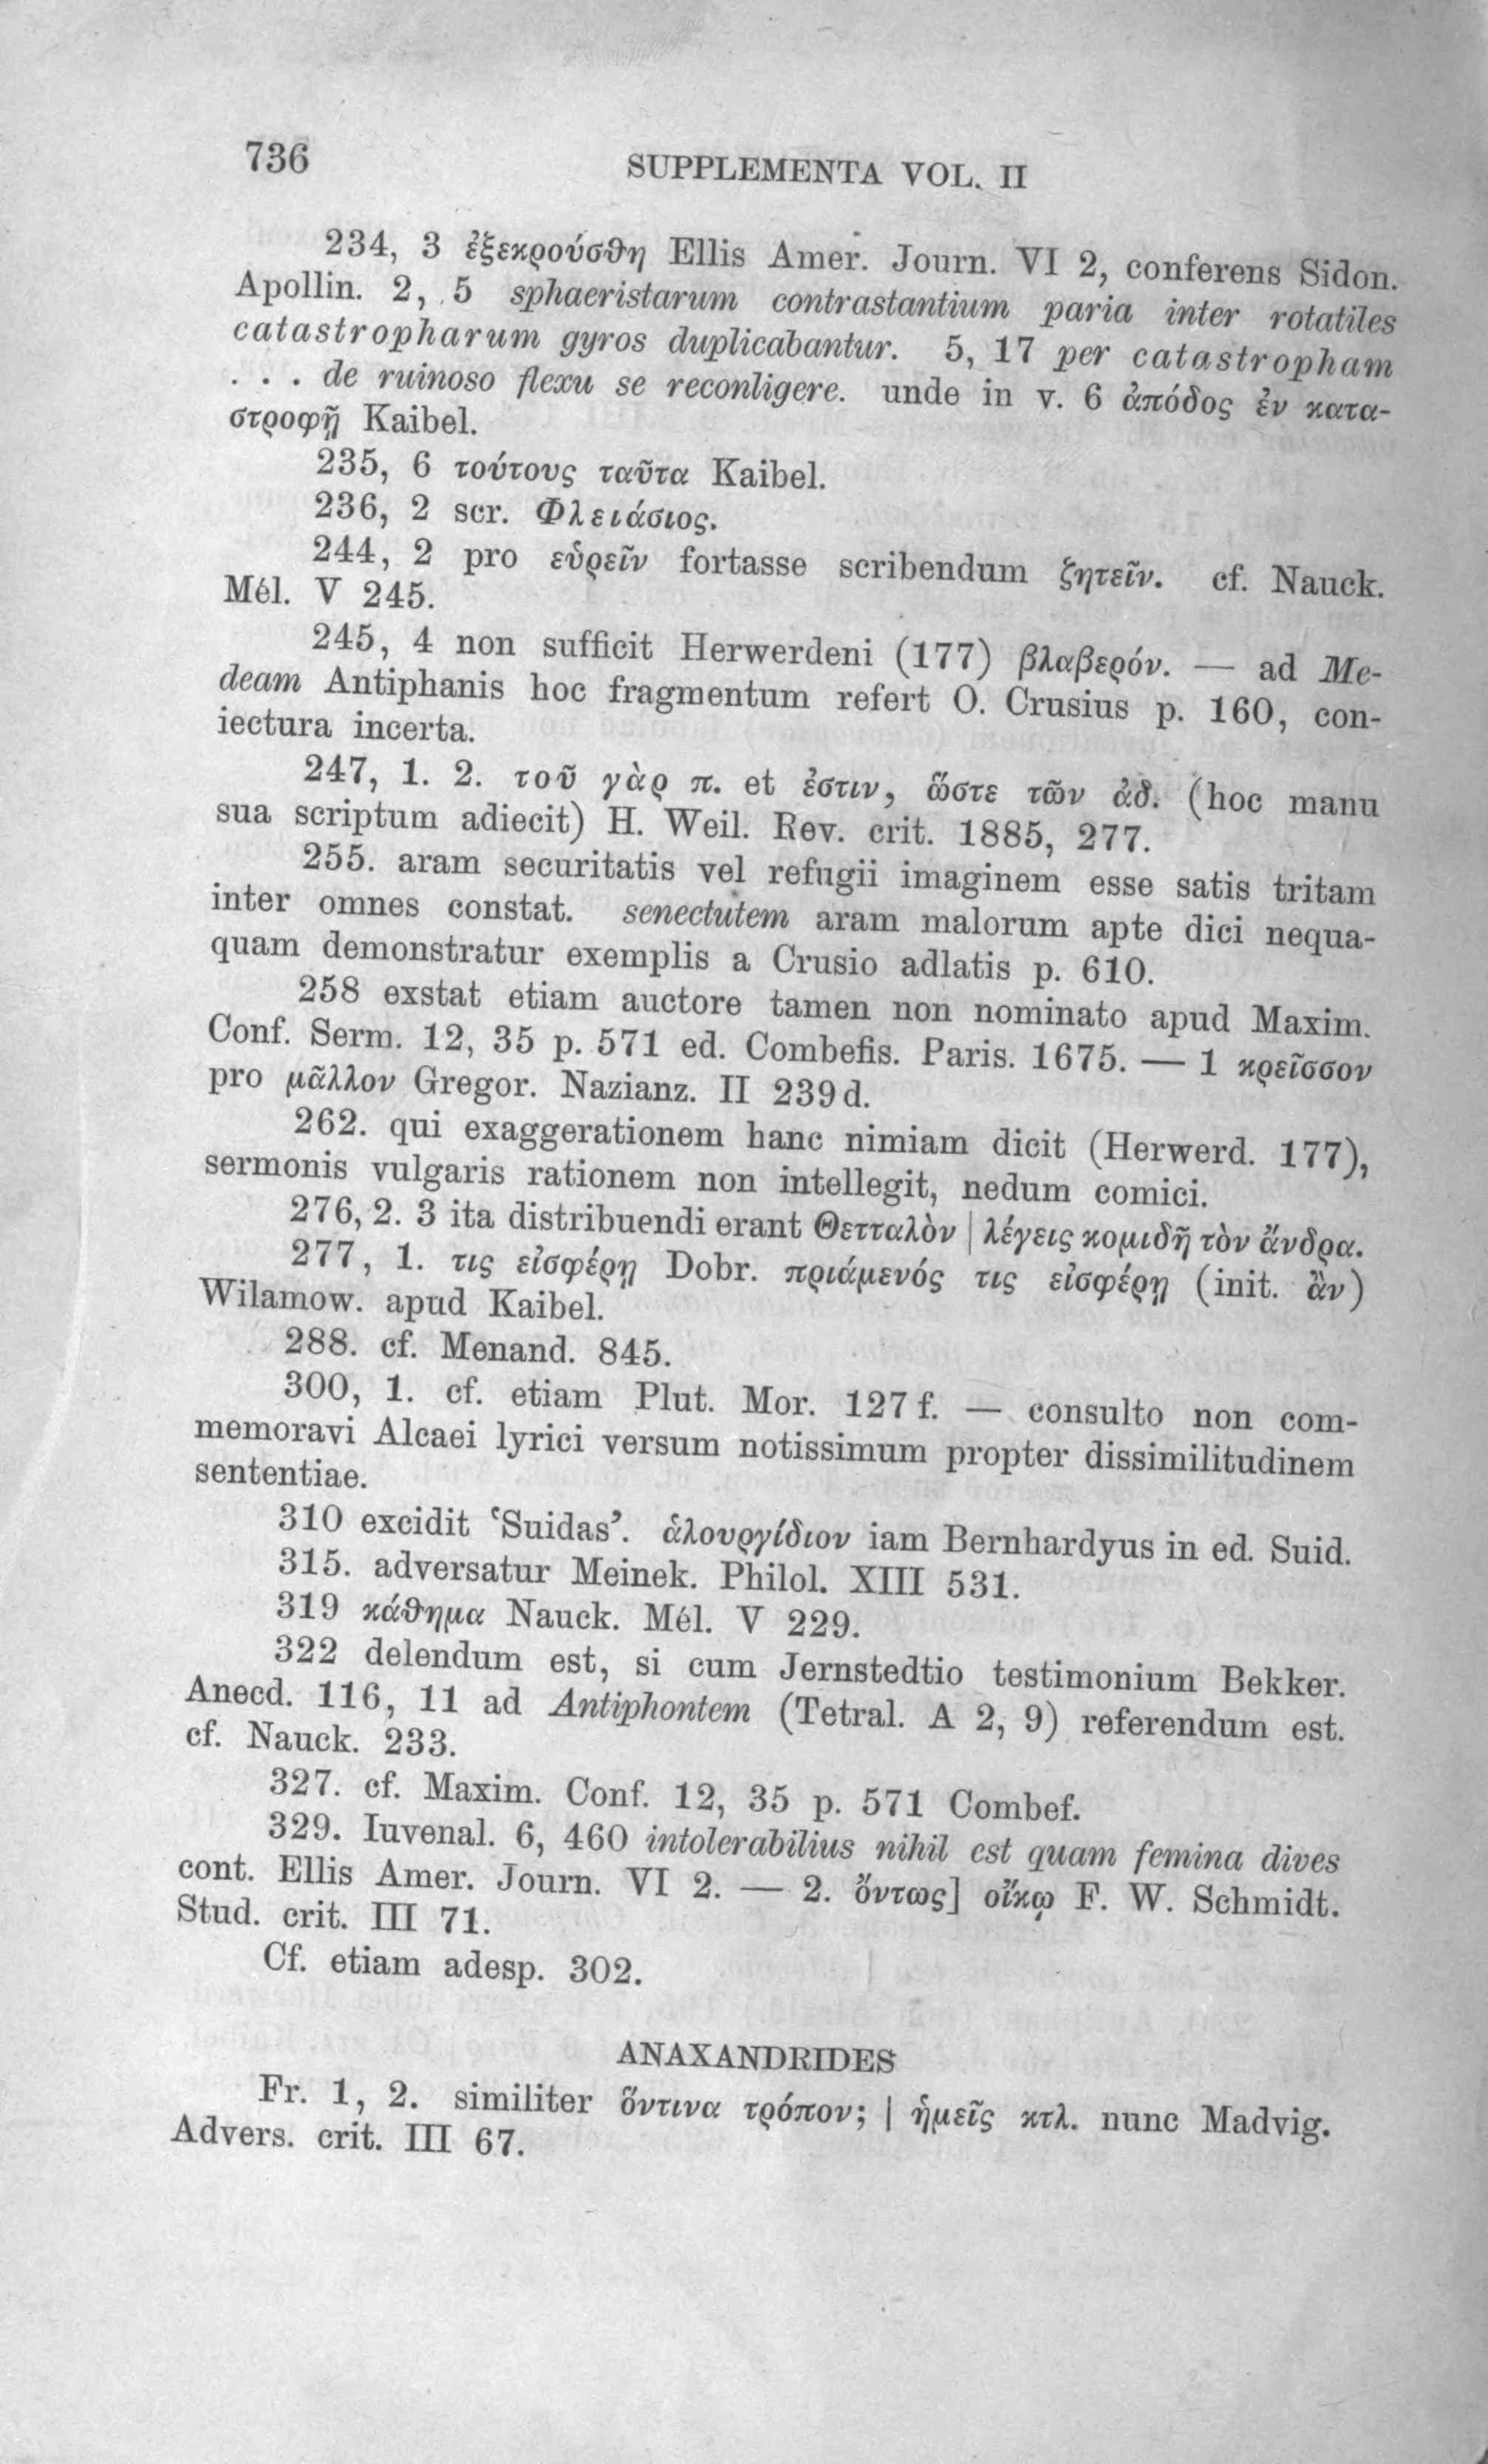 736
SUPPLEMENTA VOL. II
234, 3 ἐξεκρούσθη Ellis Amer. Journ. VI 2, conferens Sidon.
Apollin. 2, 5 sphaeristarum contrastantium paria inter rotatiles
catastropharum gyros duplicabantur. 5, 17 per catastropham
. . . de ruinoso flexu se reconligere. unde in v. 6 ἀπόδος ἐν κατα-
στροφῇ Kaibel.
235, 6 τούτους ταῦτα Kaibel.
236, 2 scr. Φλειάσιος.
244, 2 pro εὑρεῖν fortasse scribendum ζητεῖν. cf. Nauck.
Mél. V 245.
245, 4 non sufficit Herwerdeni (177) βλαβερόν. — ad Me-
deam Antiphanis hoc fragmentum refert O. Crusius p. 160, con-
iectura incerta.
247, 1. 2. τοῦ γὰρ π. et ἐστιν, ὥστε τῶν ἀδ. (hoc manu
sua scriptum adiecit) H. Weil. Rev. crit. 1885, 277.
255. aram securitatis vel refugii imaginem esse satis tritam
inter omnes constat. senectutem aram malorum apte dici nequa-
quam demonstratur exemplis a Crusio adlatis p. 610.
258 exstat etiam auctore tamen non nominato apud Maxim.
Conf. Serm. 12, 35 p. 571 ed. Combefis. Paris. 1675. — 1 κρεῖσσον
pro μᾶλλον Gregor. Nazianz. II 239 d.
262. qui exaggerationem hanc nimiam dicit (Herwerd. 177),
sermonis vulgaris rationem non intellegit, nedum comici.
276, 2. 3 ita distribuendi erant Θετταλὸν | λέγεις κομιδῇ τὸν ἄνδρα.
277, 1. τις εἰσφέρῃ Dobr. πριάμενός τις εἰσφέρῃ (init. ἂν)
Wilamow. apud Kaibel.
288. cf. Menand. 845.
300, 1. cf. etiam Plut. Mor. 127 f. — consulto non com-
memoravi Alcaei lyrici versum notissimum propter dissimilitudinem
sententiae.
310 excidit ‘Suidas’. ἁλουργίδιον iam Bernhardyus in ed. Suid.
315. adversatur Meinek. Philol. XIII 531.
319 κάθημα Nauck. Mél. V 229.
322 delendum est, si cum Jernstedtio testimonium Bekker.
Anecd. 116, 11 ad Antiphontem (Tetral. A 2, 9) referendum est.
cf. Nauck. 233.
327. cf. Maxim. Conf. 12, 35 p. 571 Combef.
329. Iuvenal. 6, 460 intolerabilius nihil est quam femina dives
cont. Ellis Amer. Journ. VI 2. — 2. ὄντως] οἴκῳ F. W. Schmidt.
Stud. crit. III 71.
Cf. etiam adesp. 302.
ANAXANDRIDES
Fr. 1, 2. similiter ὅντινα τρόπον; | ἡμεῖς κτλ. nunc Madvig.
Advers. crit. III 67.